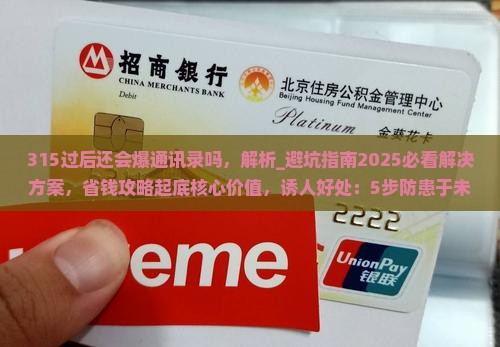 招商银行
CHINA MERCHANTS BANK
Debit
北京住房公积金管理中心
Beijing Housing Fund Management Center
Platinum
金葵花卡
315过后还会爆通讯录吗，解析_避坑指南2025必看解决
方案，省钱攻略起底核心价值，诱人好处：5步防患于未
eme
UnionPay
银联